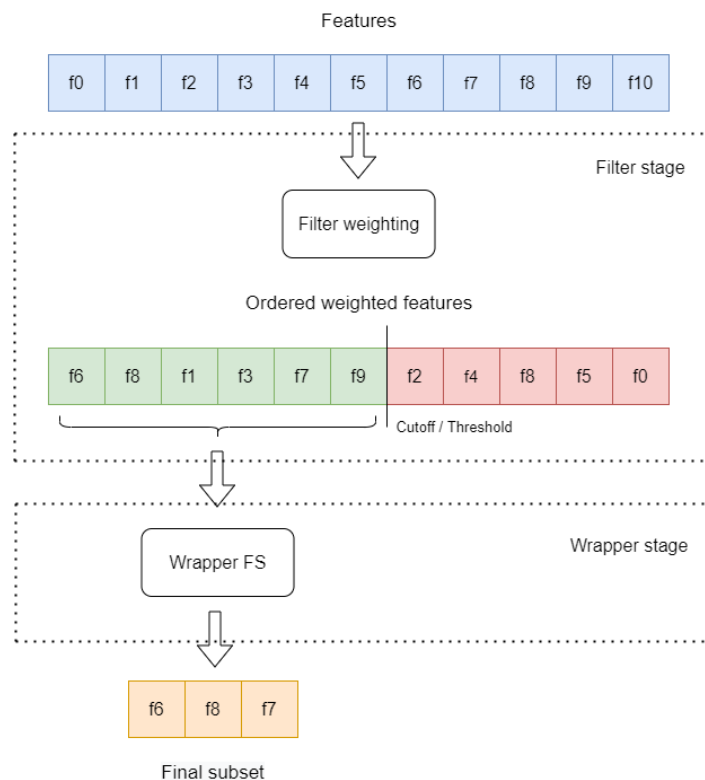 Features
f0 f1 f2 f3 f4 f5 f6 f7 f8 f9 f10
Filter stage
Filter weighting
Ordered weighted features
f6 f8 f1 f3 f7 f9 f2 f4 f8 f5 f0
Cutoff / Threshold
Wrapper stage
Wrapper FS
f6 f8 f7
Final subset